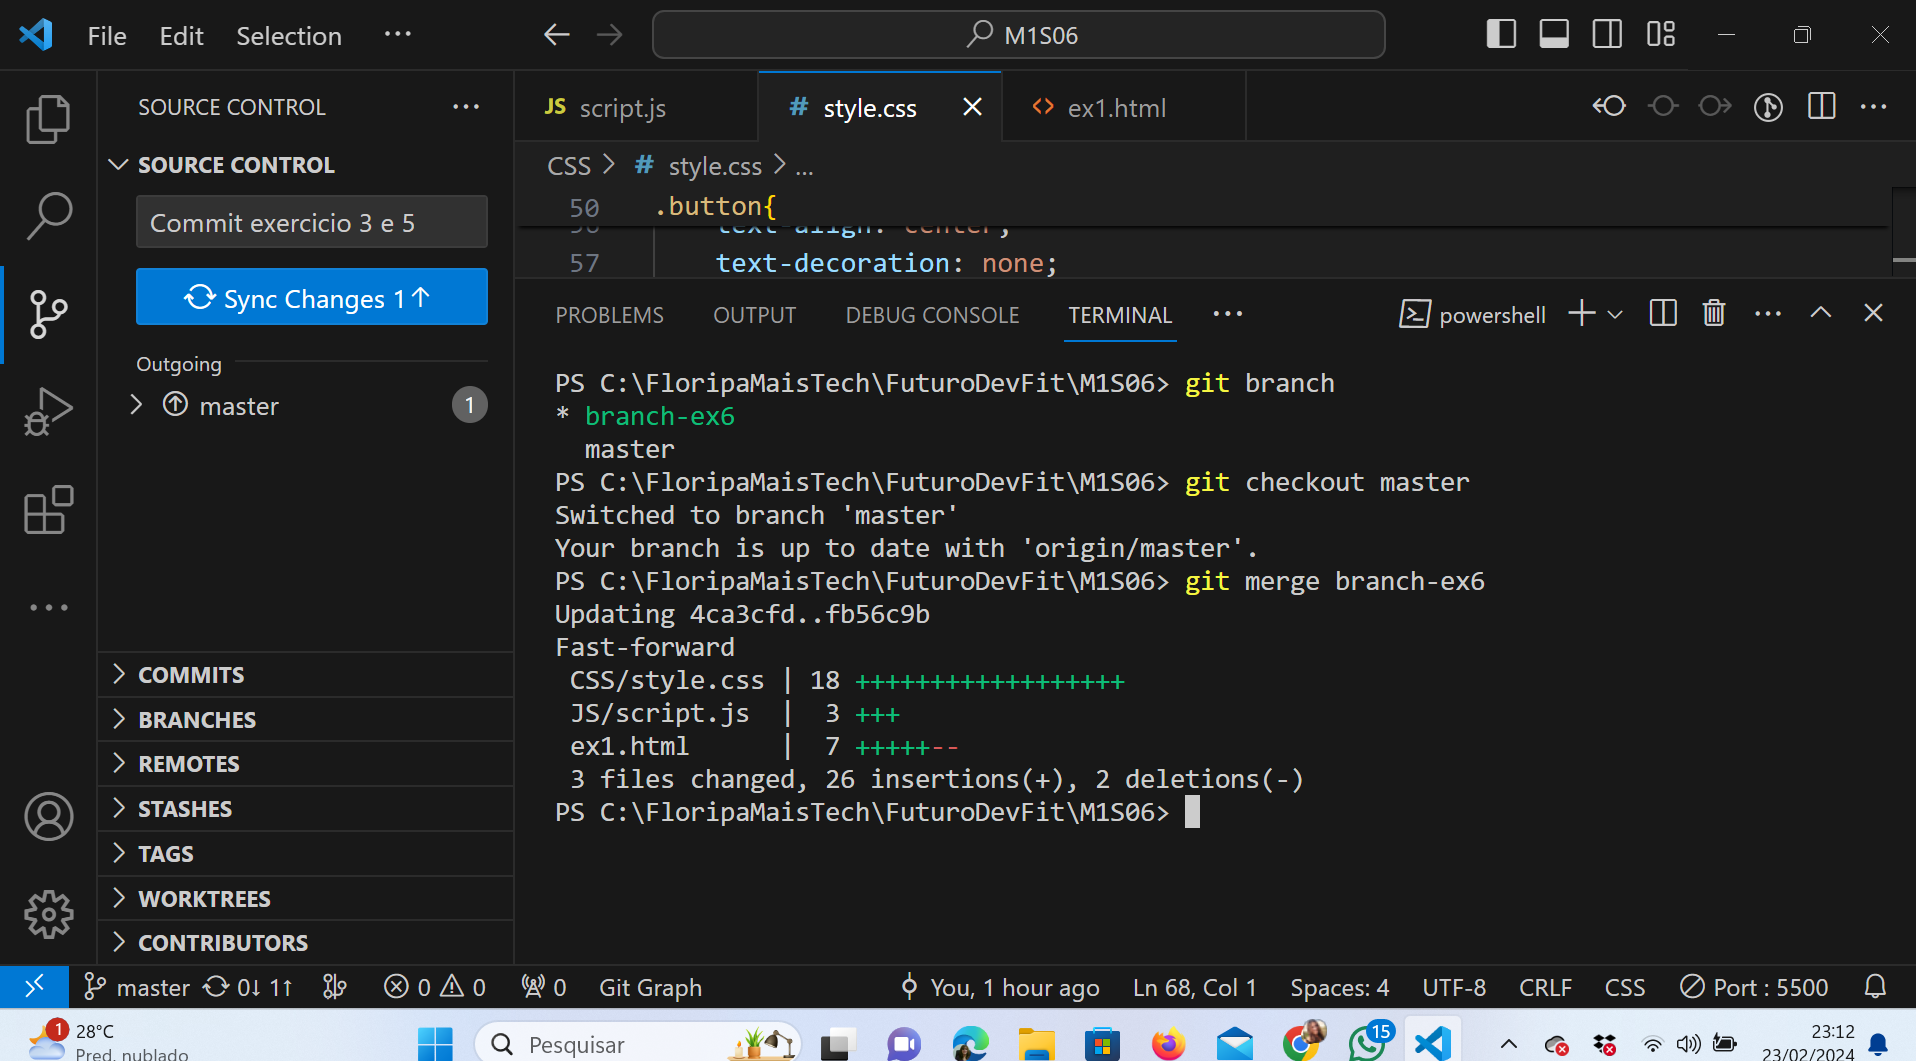 File Edit Selection ···
M1S06
SOURCE CONTROL ···
JS script.js
# style.css
<> ex1.html
SOURCE CONTROL
CSS > # style.css > ...
Commit exercicio 3 e 5
50 .button{
56 text-align: center;
57 text-decoration: none;
Sync Changes 1↑
PROBLEMS OUTPUT DEBUG CONSOLE TERMINAL ··· powershell
Outgoing
master 1
PS C:\FloripaMaisTech\FuturoDevFit\M1S06> git branch
* branch-ex6
master
PS C:\FloripaMaisTech\FuturoDevFit\M1S06> git checkout master
Switched to branch 'master'
Your branch is up to date with 'origin/master'.
PS C:\FloripaMaisTech\FuturoDevFit\M1S06> git merge branch-ex6
Updating 4ca3cfd..fb56c9b
Fast-forward
CSS/style.css | 18 ++++++++++++++++++
JS/script.js | 3 +++
ex1.html | 7 +++++--
3 files changed, 26 insertions(+), 2 deletions(-)
PS C:\FloripaMaisTech\FuturoDevFit\M1S06>
COMMITS
BRANCHES
REMOTES
STASHES
TAGS
WORKTREES
CONTRIBUTORS
master 0↓ 1↑ 0 0 0 Git Graph You, 1 hour ago Ln 68, Col 1 Spaces: 4 UTF-8 CRLF CSS Port : 5500
1 28°C
Pred. nublado
Pesquisar
15
23:12
23/02/2024